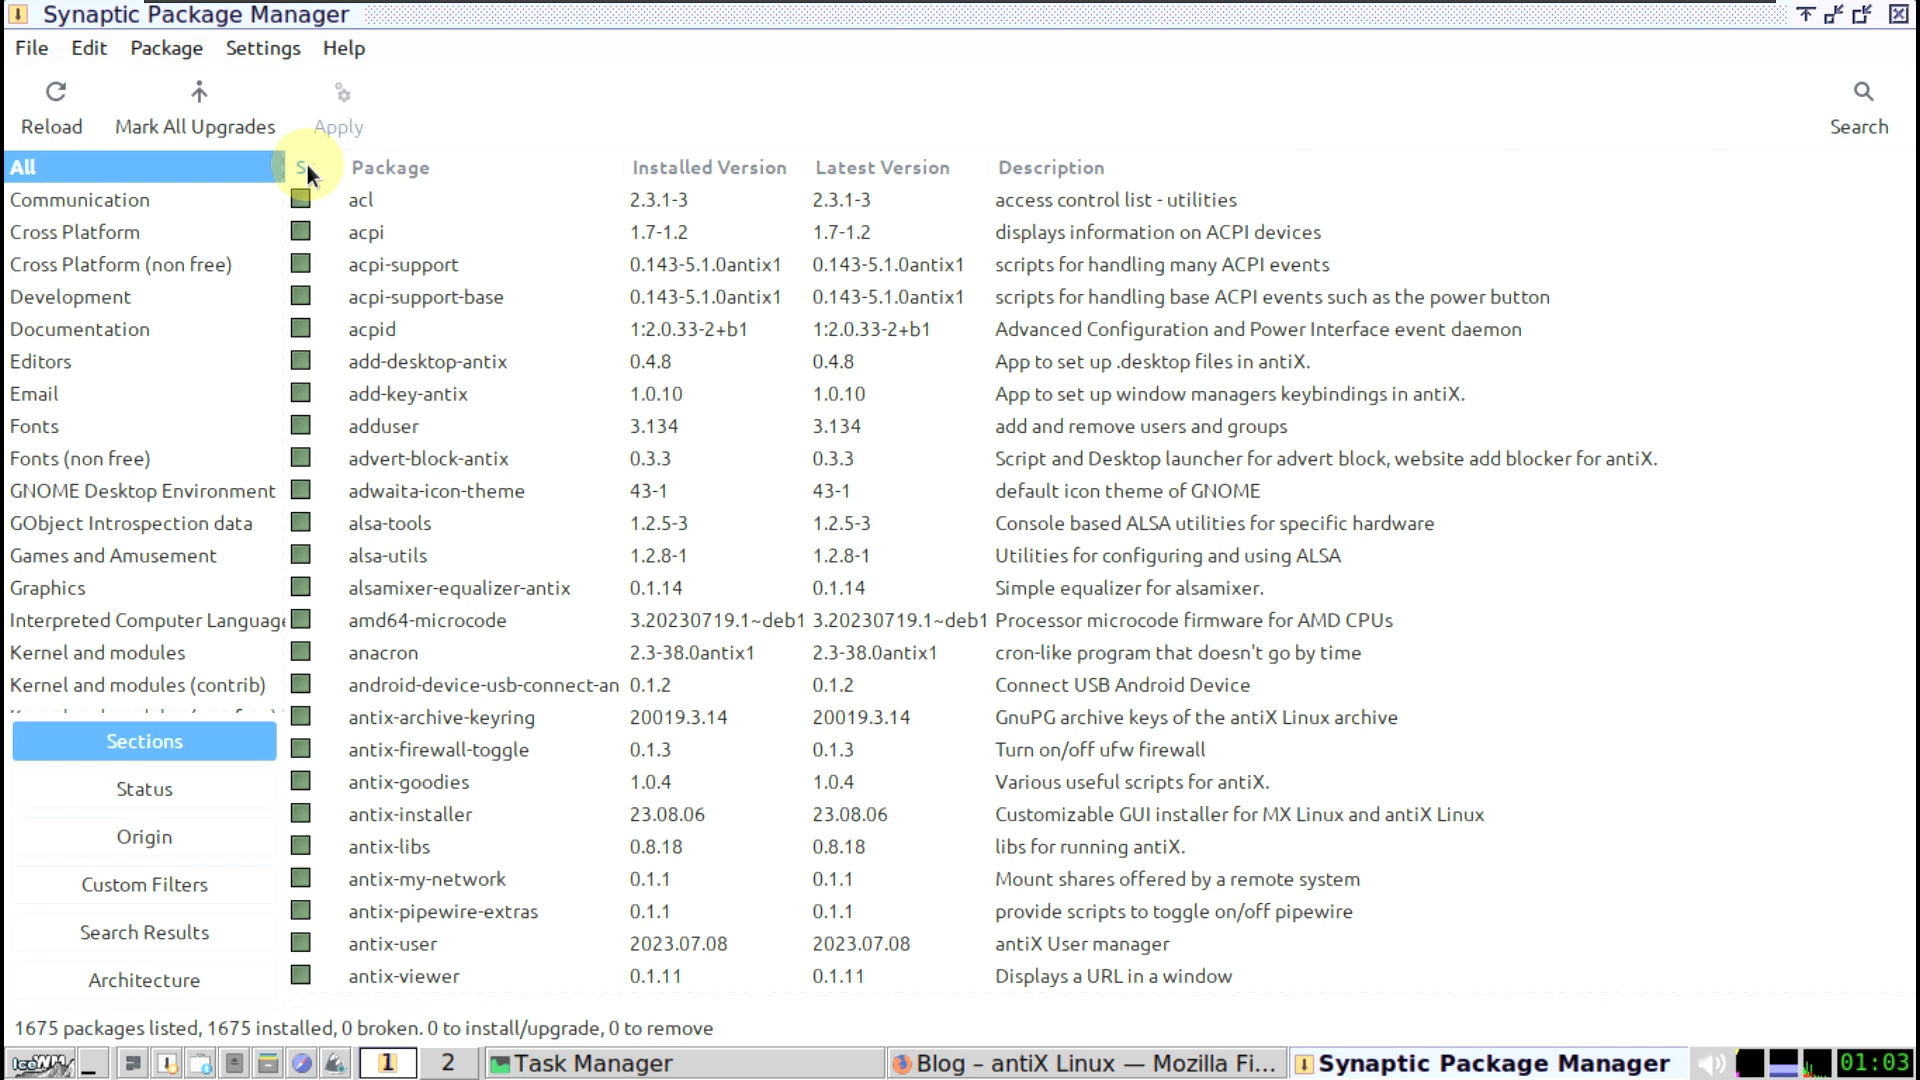 Synaptic Package Manager
File Edit Package Settings Help
Reload Mark All Upgrades Apply Search
All S Package Installed Version Latest Version Description
Communication acl 2.3.1-3 2.3.1-3 access control list - utilities
Cross Platform acpi 1.7-1.2 1.7-1.2 displays information on ACPI devices
Cross Platform (non free) acpi-support 0.143-5.1.0antix1 0.143-5.1.0antix1 scripts for handling many ACPI events
Development acpi-support-base 0.143-5.1.0antix1 0.143-5.1.0antix1 scripts for handling base ACPI events such as the power button
Documentation acpid 1:2.0.33-2+b1 1:2.0.33-2+b1 Advanced Configuration and Power Interface event daemon
Editors add-desktop-antix 0.4.8 0.4.8 App to set up .desktop files in antiX.
Email add-key-antix 1.0.10 1.0.10 App to set up window managers keybindings in antiX.
Fonts adduser 3.134 3.134 add and remove users and groups
Fonts (non free) advert-block-antix 0.3.3 0.3.3 Script and Desktop launcher for advert block, website add blocker for antiX.
GNOME Desktop Environment adwaita-icon-theme 43-1 43-1 default icon theme of GNOME
GObject Introspection data alsa-tools 1.2.5-3 1.2.5-3 Console based ALSA utilities for specific hardware
Games and Amusement alsa-utils 1.2.8-1 1.2.8-1 Utilities for configuring and using ALSA
Graphics alsamixer-equalizer-antix 0.1.14 0.1.14 Simple equalizer for alsamixer.
Interpreted Computer Language amd64-microcode 3.20230719.1~deb1 3.20230719.1~deb1 Processor microcode firmware for AMD CPUs
Kernel and modules anacron 2.3-38.0antix1 2.3-38.0antix1 cron-like program that doesn't go by time
Kernel and modules (contrib) android-device-usb-connect-an 0.1.2 0.1.2 Connect USB Android Device
antix-archive-keyring 20019.3.14 20019.3.14 GnuPG archive keys of the antiX Linux archive
Sections antix-firewall-toggle 0.1.3 0.1.3 Turn on/off ufw firewall
Status antix-goodies 1.0.4 1.0.4 Various useful scripts for antiX.
antix-installer 23.08.06 23.08.06 Customizable GUI installer for MX Linux and antiX Linux
Origin antix-libs 0.8.18 0.8.18 libs for running antiX.
Custom Filters antix-my-network 0.1.1 0.1.1 Mount shares offered by a remote system
antix-pipewire-extras 0.1.1 0.1.1 provide scripts to toggle on/off pipewire
Search Results antix-user 2023.07.08 2023.07.08 antiX User manager
Architecture antix-viewer 0.1.11 0.1.11 Displays a URL in a window
1675 packages listed, 1675 installed, 0 broken. 0 to install/upgrade, 0 to remove
IceWM 1 2 Task Manager Blog – antiX Linux — Mozilla Fi... Synaptic Package Manager 01:03